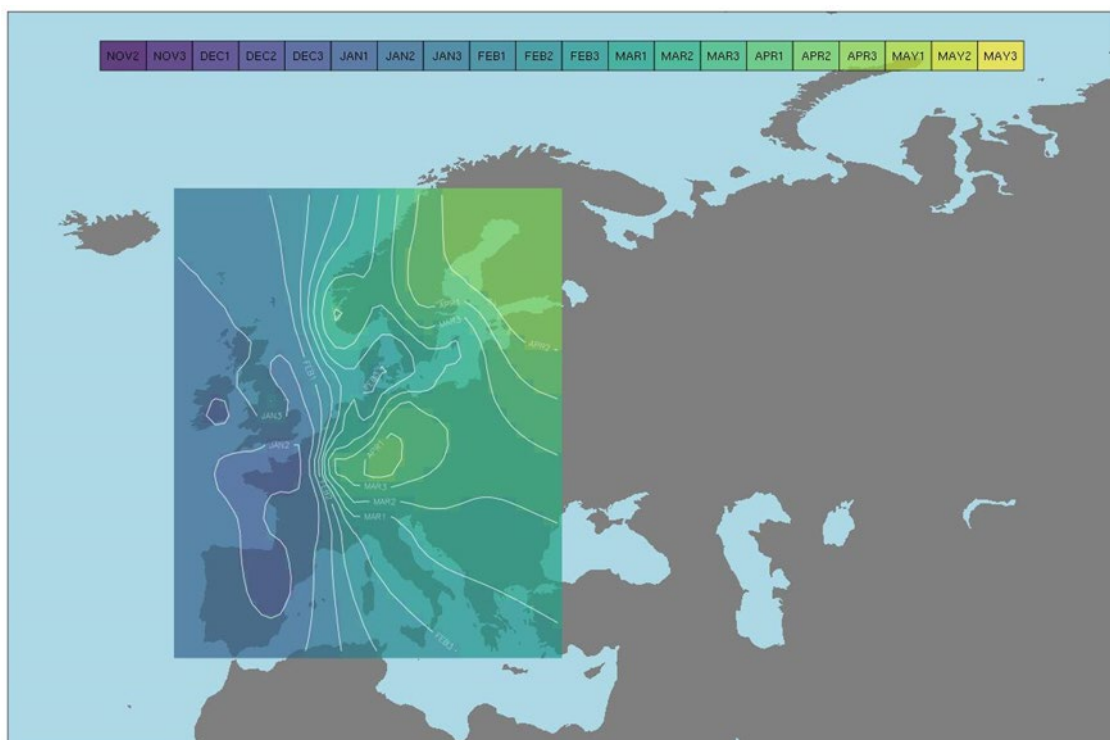 NOV2 NOV3 DEC1 DEC2 DEC3 JAN1 JAN2 JAN3 FEB1 FEB2 FEB3 MAR1 MAR2 MAR3 APR1 APR2 APR3 MAY1 MAY2 MAY3
APR1
MAR3
APR2
FEB1
JAN3
JAN2
APR1
MAR3
MAR2
MAR1
FEB3